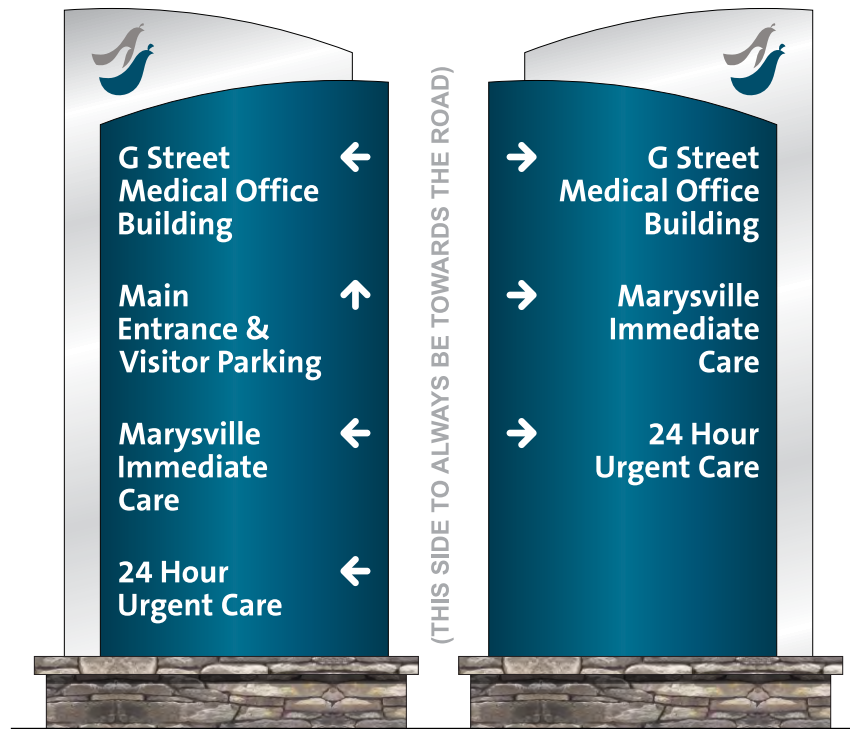 G Street
Medical Office
Building
Main
Entrance &
Visitor Parking
Marysville
Immediate
Care
24 Hour
Urgent Care
(THIS SIDE TO ALWAYS BE TOWARDS THE ROAD)
G Street
Medical Office
Building
Marysville
Immediate
Care
24 Hour
Urgent Care